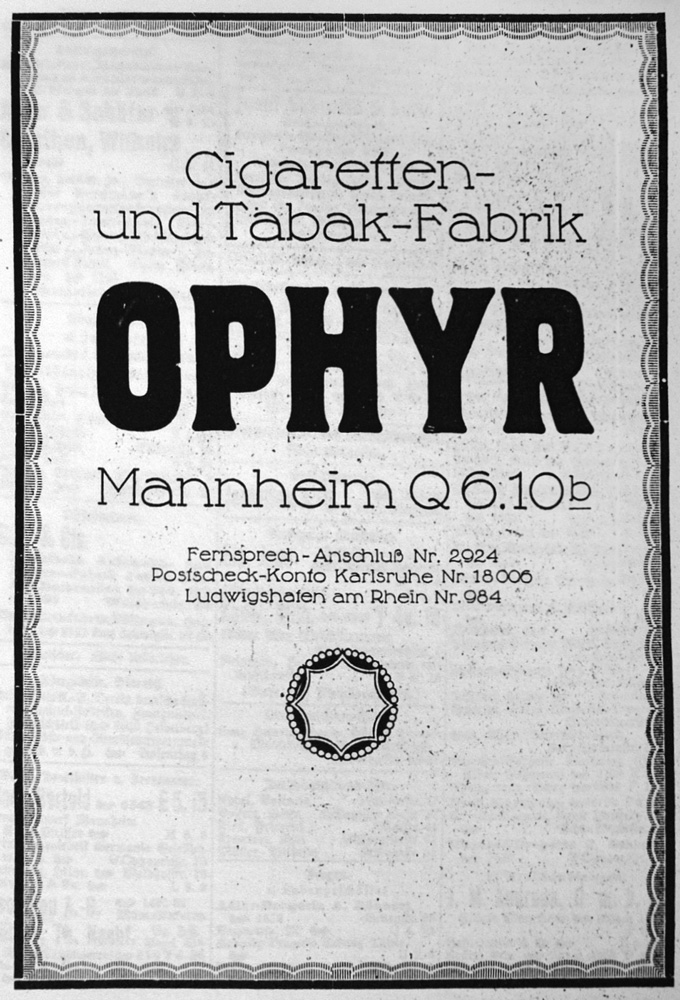 Cigaretten-
und Tabak-Fabrik
OPHYR
Mannheim Q 6.10b
Fernsprech-Anschluß Nr. 2924
Postscheck-Konto Karlsruhe Nr. 18006
Ludwigshafen am Rhein Nr. 984